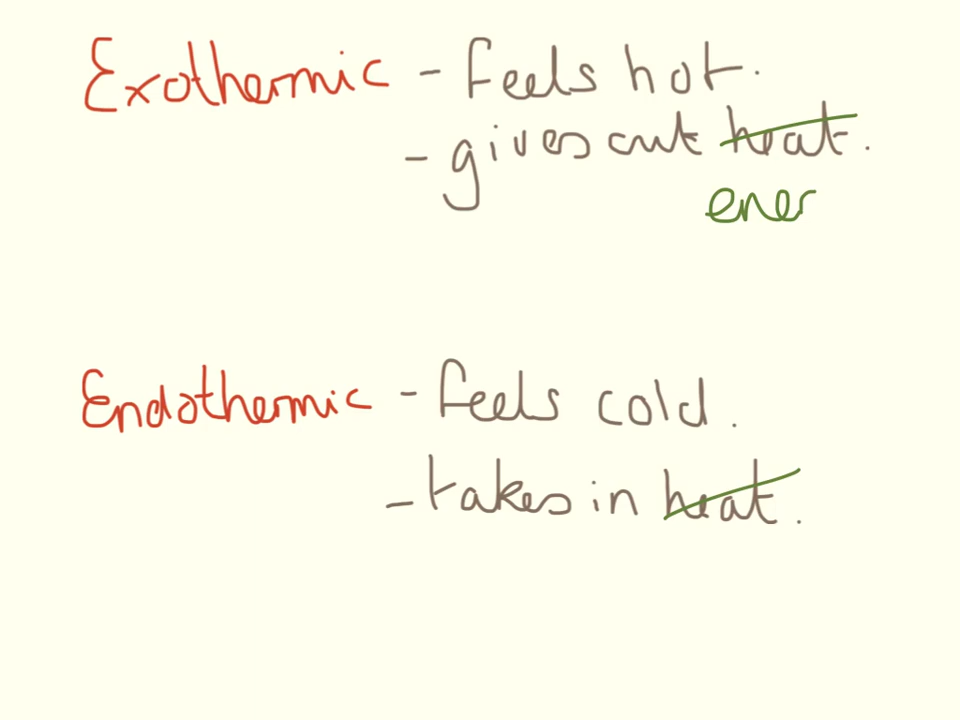 Exothermic - feels hot.
- gives out heat.
ener
Endothermic - feels cold.
- takes in heat.